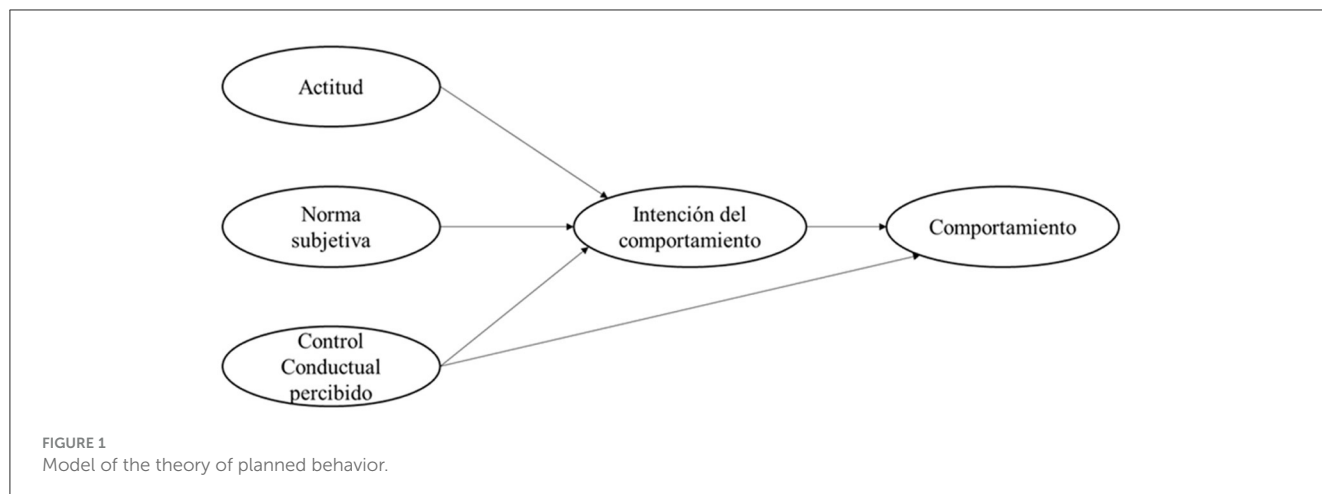 Actitud
Norma
subjetiva
Control
Conductual
percibido
Intención del
comportamiento
Comportamiento
FIGURE 1
Model of the theory of planned behavior.